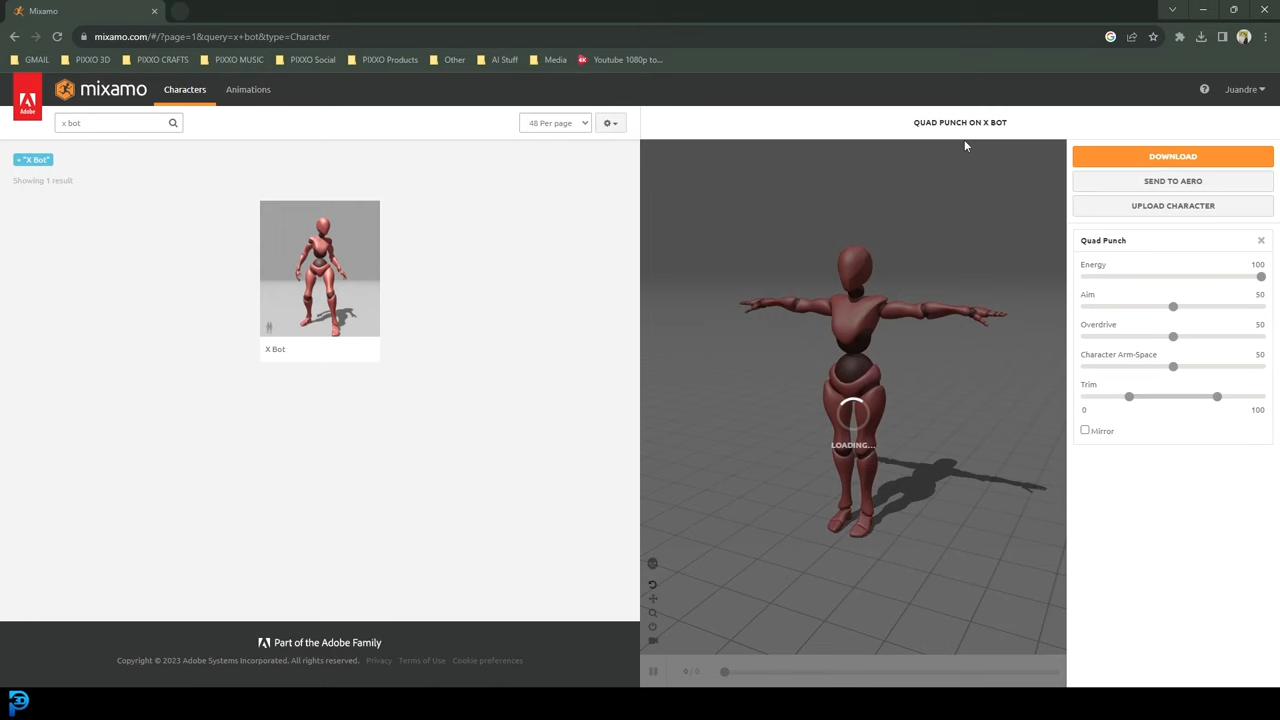 Mixamo
mixamo.com/#/?page=1&query=x+bot&type=Character
GMAIL
PIXXO 3D
PIXXO CRAFTS
PIXXO MUSIC
PIXXO Social
PIXXO Products
Other
AI Stuff
Media
4K
Youtube 1080p to...
Adobe
mixamo
Characters
Animations
Juandre
x bot
48 Per page
QUAD PUNCH ON X BOT
+ "X Bot"
Showing 1 result
X Bot
LOADING...
0 / 0
DOWNLOAD
SEND TO AERO
UPLOAD CHARACTER
Quad Punch
Energy 100
Aim 50
Overdrive 50
Character Arm-Space 50
Trim
0 100
Mirror
Part of the Adobe Family
Copyright © 2023 Adobe Systems Incorporated. All rights reserved. Privacy Terms of Use Cookie preferences